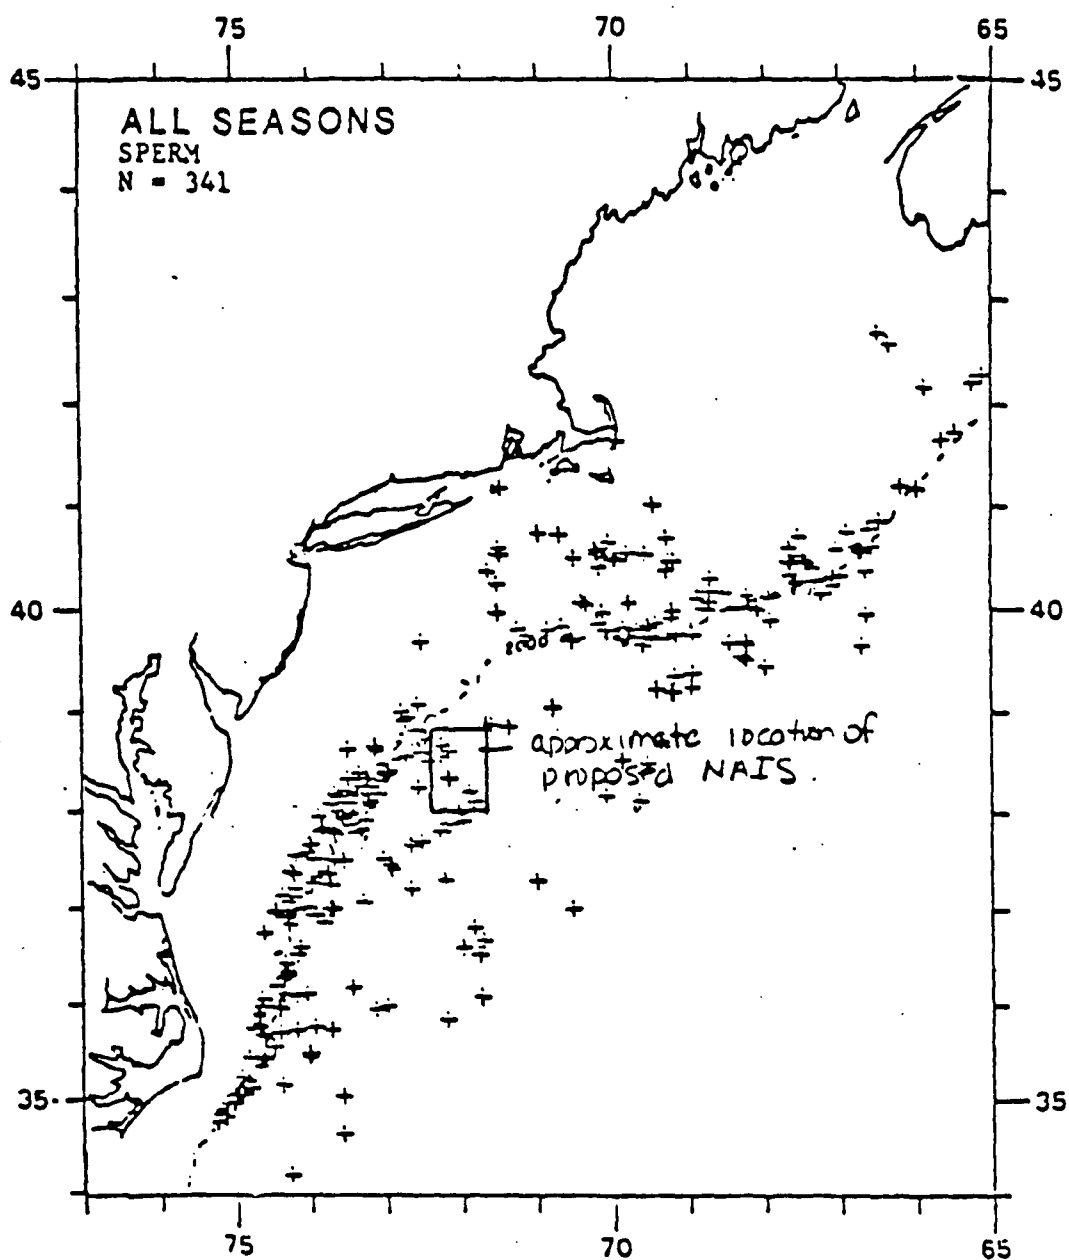 75 70 65
45 45
ALL SEASONS
SPERM
N = 341
40 40
2000
approximate location of
proposed NAIS.
35 35
75 70 65